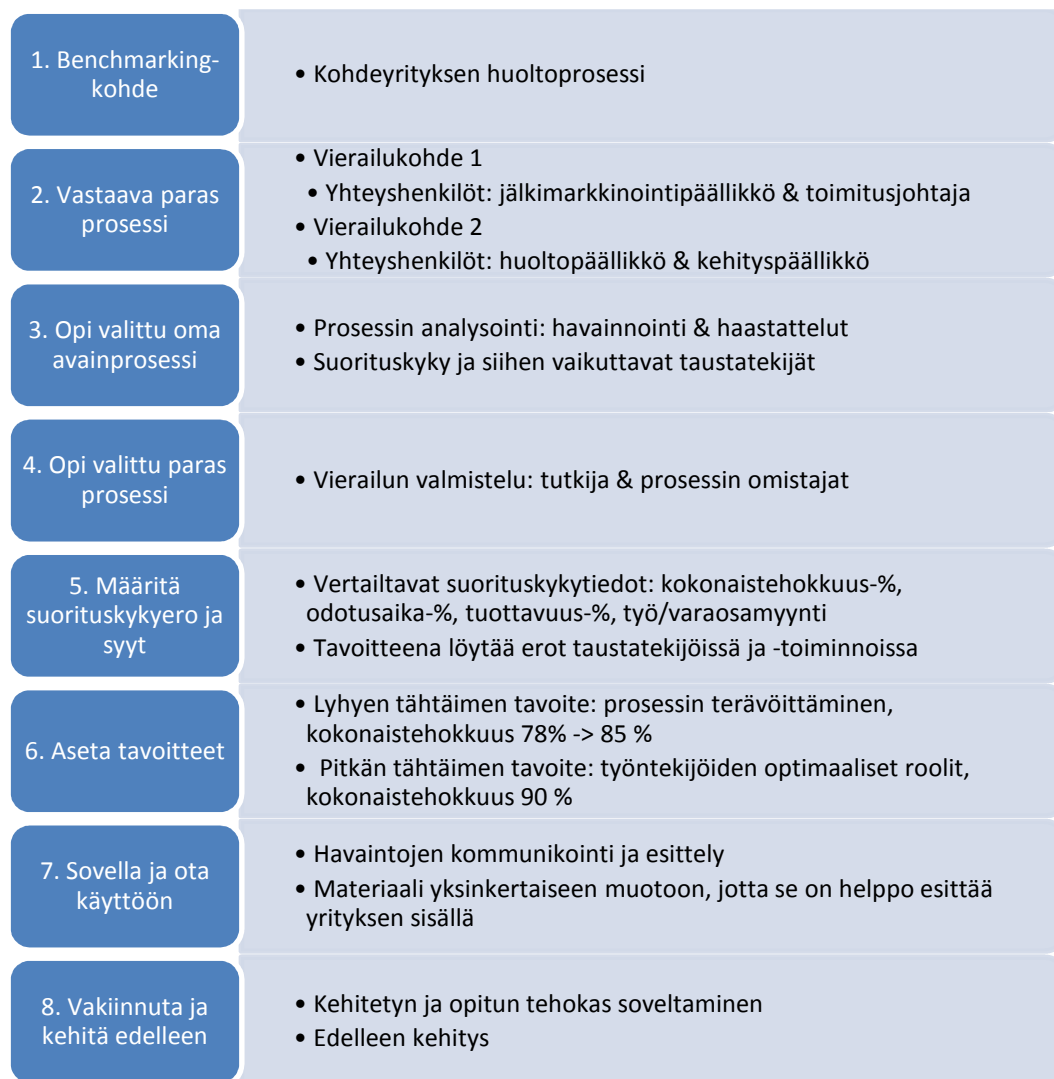 1. Benchmarking-
kohde
• Kohdeyrityksen huoltoprosessi
2. Vastaava paras
prosessi
• Vierailukohde 1
• Yhteyshenkilöt: jälkimarkkinointipäällikkö & toimitusjohtaja
• Vierailukohde 2
• Yhteyshenkilöt: huoltopäällikkö & kehityspäällikkö
3. Opi valittu oma
avainprosessi
• Prosessin analysointi: havainnointi & haastattelut
• Suorituskyky ja siihen vaikuttavat taustatekijät
4. Opi valittu paras
prosessi
• Vierailun valmistelu: tutkija & prosessin omistajat
5. Määritä
suorituskykyero ja
syyt
• Vertailtavat suorituskykytiedot: kokonaistehokkuus-%,
odotusaika-%, tuottavuus-%, työ/varaosamyynti
• Tavoitteena löytää erot taustatekijöissä ja -toiminnoissa
6. Aseta tavoitteet
• Lyhyen tähtäimen tavoite: prosessin terävöittäminen,
kokonaistehokkuus 78% -> 85 %
• Pitkän tähtäimen tavoite: työntekijöiden optimaaliset roolit,
kokonaistehokkuus 90 %
7. Sovella ja ota
käyttöön
• Havaintojen kommunikointi ja esittely
• Materiaali yksinkertaiseen muotoon, jotta se on helppo esittää
yrityksen sisällä
8. Vakiinnuta ja
kehitä edelleen
• Kehitetyn ja opitun tehokas soveltaminen
• Edelleen kehitys